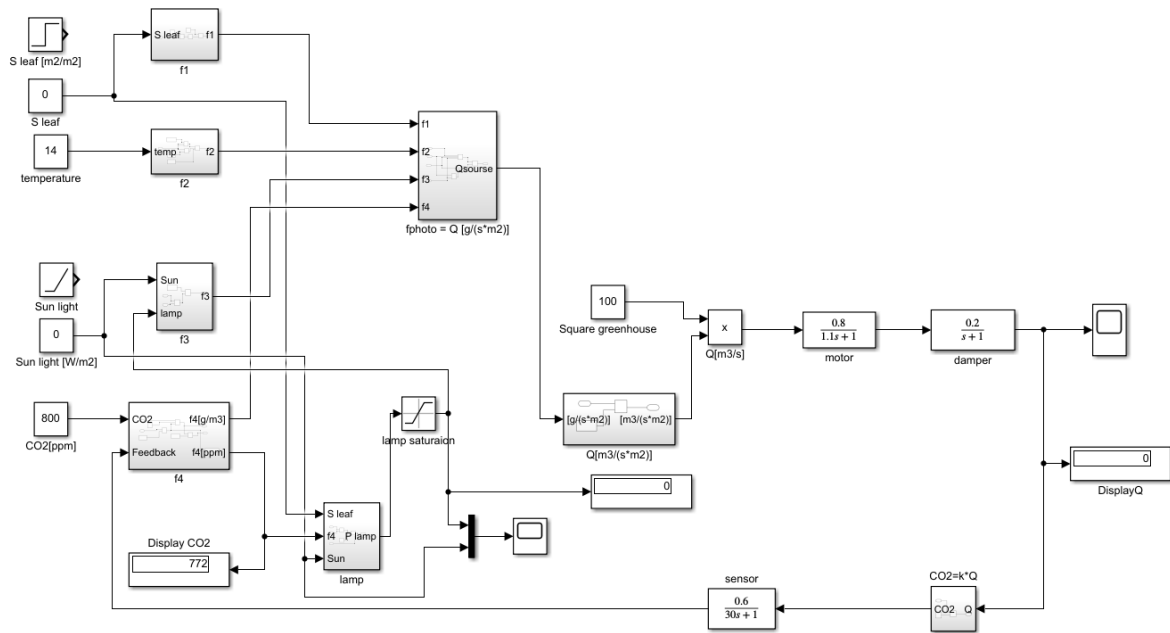 S leaf [m2/m2]
0
S leaf
14
temperature
S leaf
f1
f1
temp
f2
f2
f1
f2
f3
f4
Qsourse
fphoto = Q [g/(s*m2)]
Sun light
0
Sun light [W/m2]
Sun
lamp
f3
f3
800
CO2[ppm]
CO2
Feedback
f4[g/m3]
f4[ppm]
f4
lamp saturaion
Display CO2
772
S leaf
f4
Sun
P lamp
lamp
100
Square greenhouse
x
Q[m3/s]
[g/(s*m2)]
[m3/(s*m2)]
Q[m3/(s*m2)]
0
0.8
1.1s + 1
motor
0.2
s + 1
damper
0
DisplayQ
CO2=k*Q
CO2
Q
sensor
0.6
30s + 1